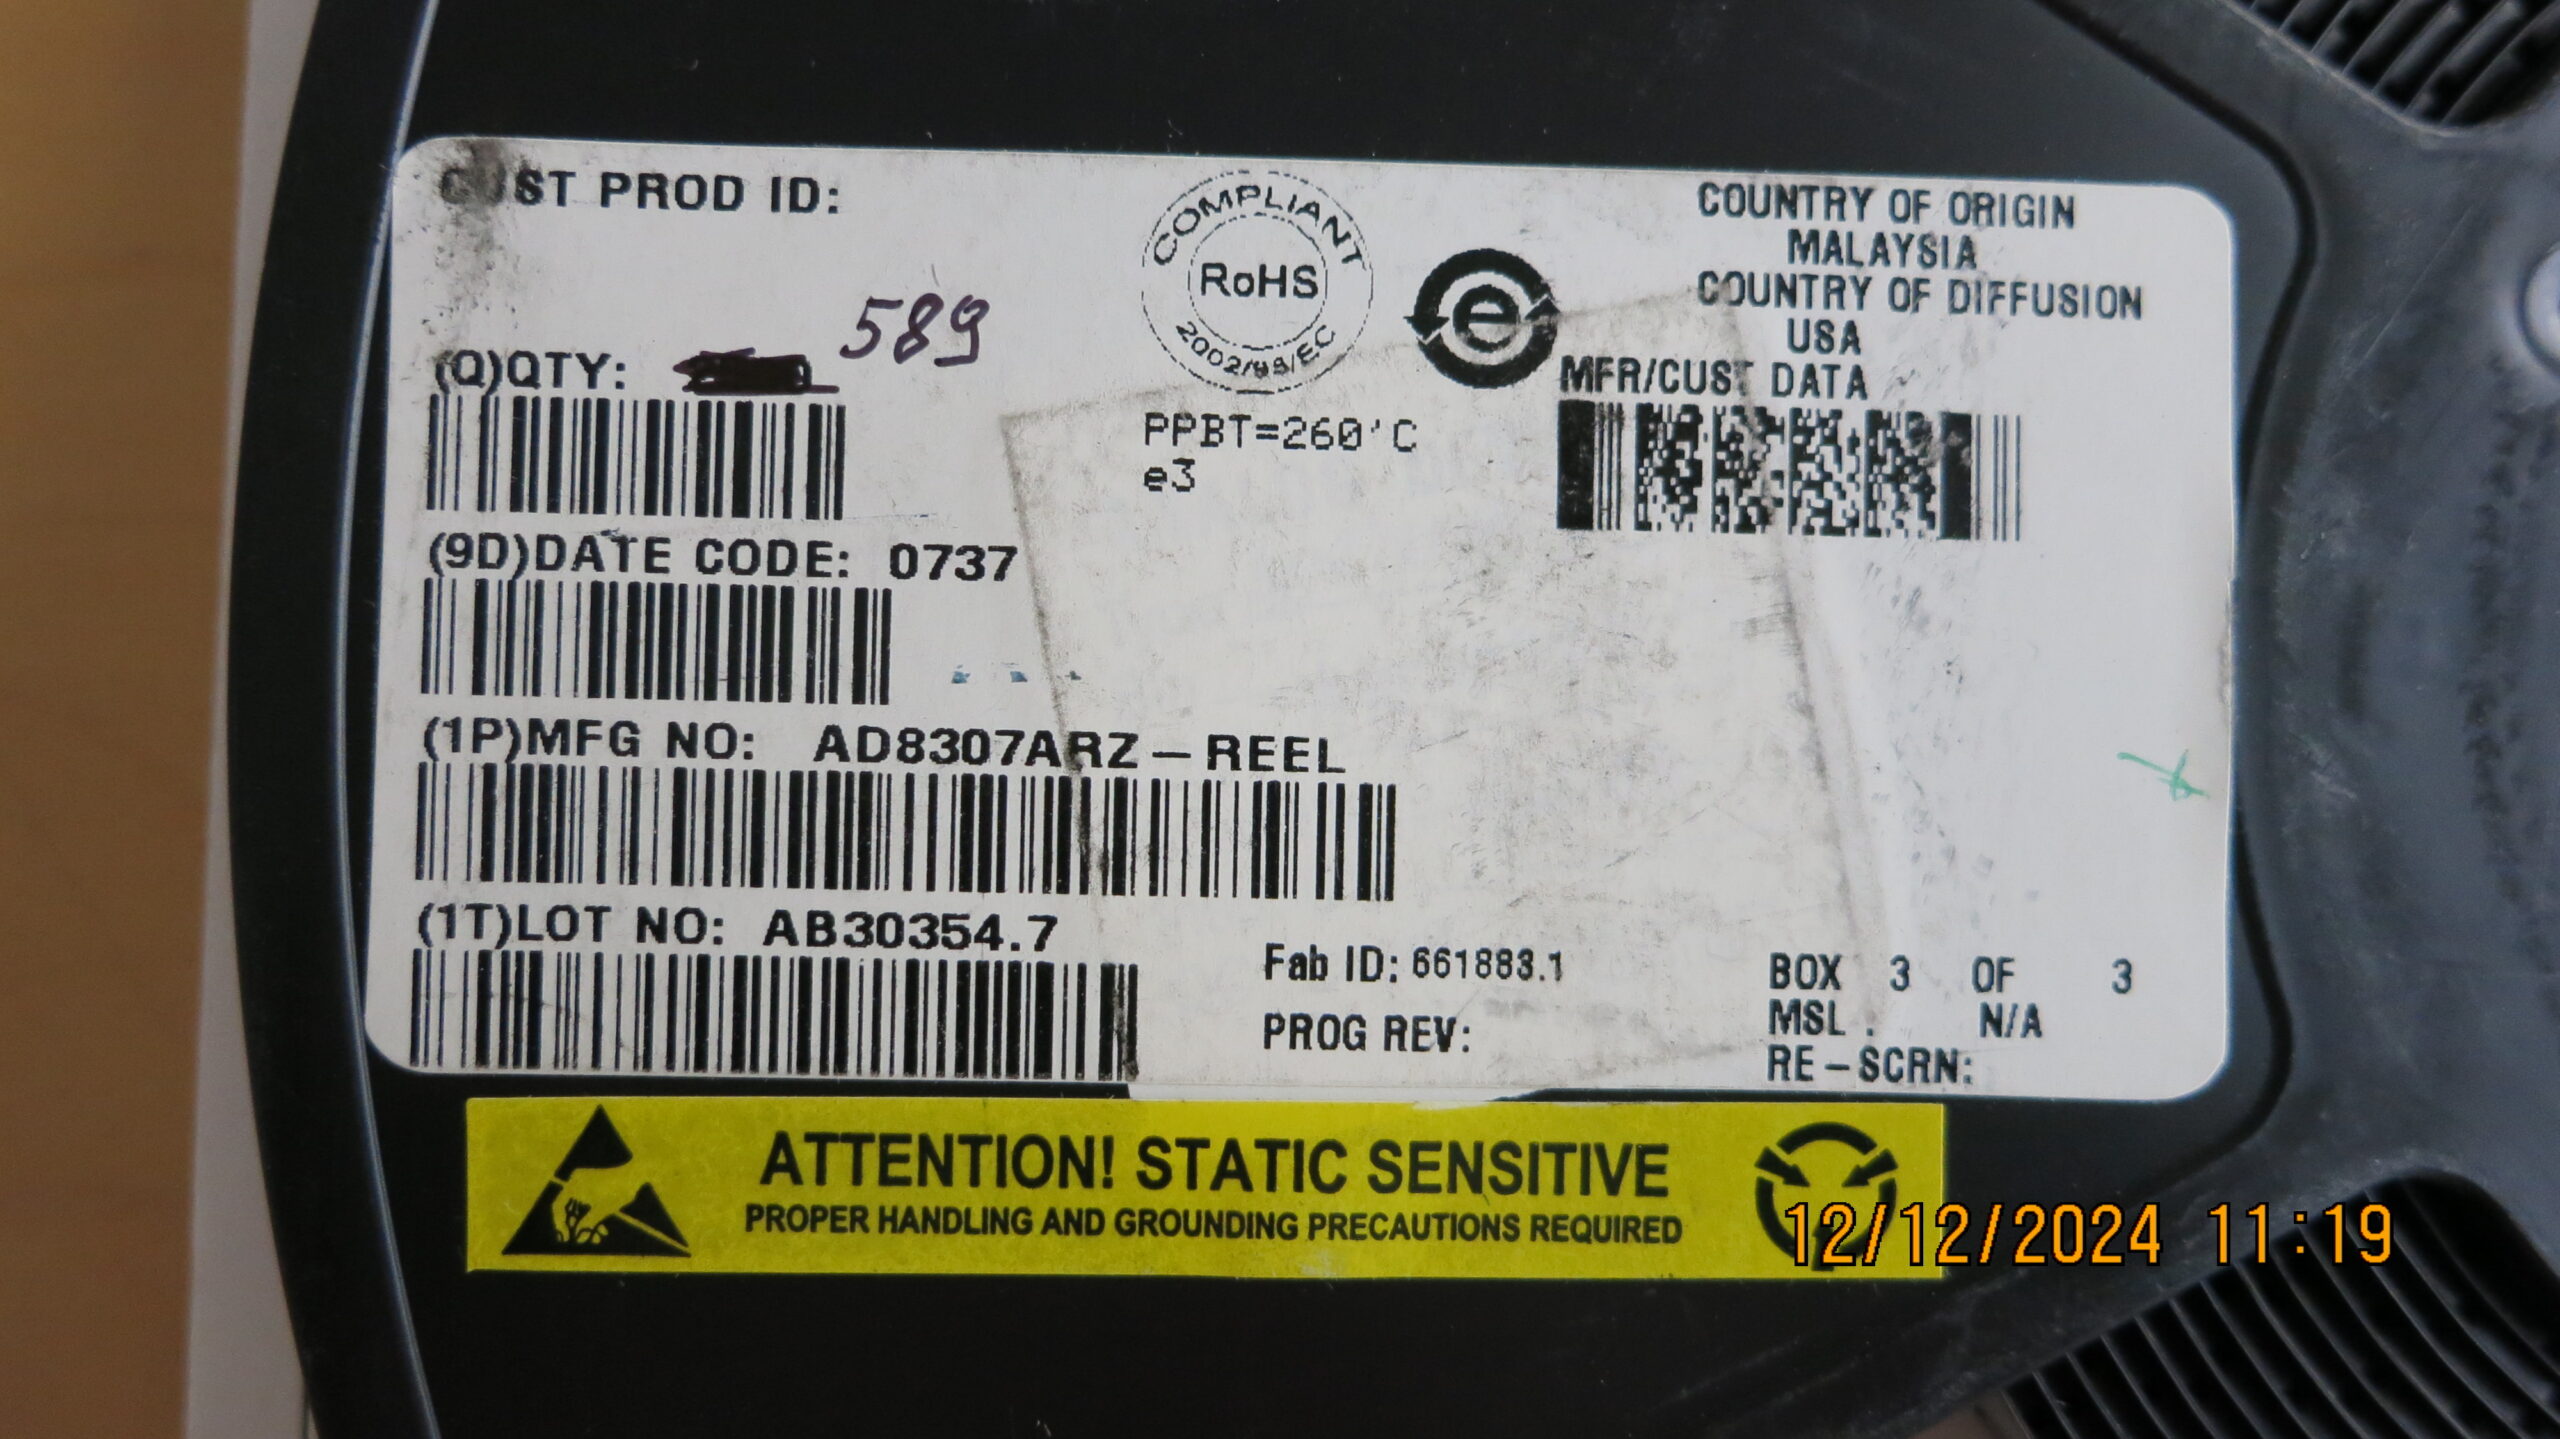 CUST PROD ID:
COMPLIANT
RoHS
2002/95/EC
e
COUNTRY OF ORIGIN
MALAYSIA
COUNTRY OF DIFFUSION
USA
MFR/CUST DATA
589
(Q)QTY:
PPBT=260'C
e3
(9D)DATE CODE: 0737
(1P)MFG NO: AD8307ARZ-REEL
(1T)LOT NO: AB30354.7
Fab ID: 661883.1
PROG REV:
BOX 3 OF 3
MSL . N/A
RE-SCRN:
ATTENTION! STATIC SENSITIVE
PROPER HANDLING AND GROUNDING PRECAUTIONS REQUIRED
12/12/2024 11:19